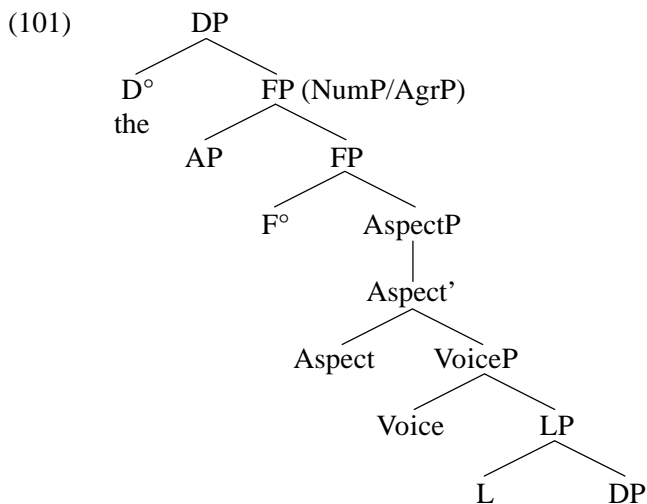 (101) DP
D° FP (NumP/AgrP)
the
AP FP
F° AspectP
Aspect'
Aspect VoiceP
Voice LP
L DP